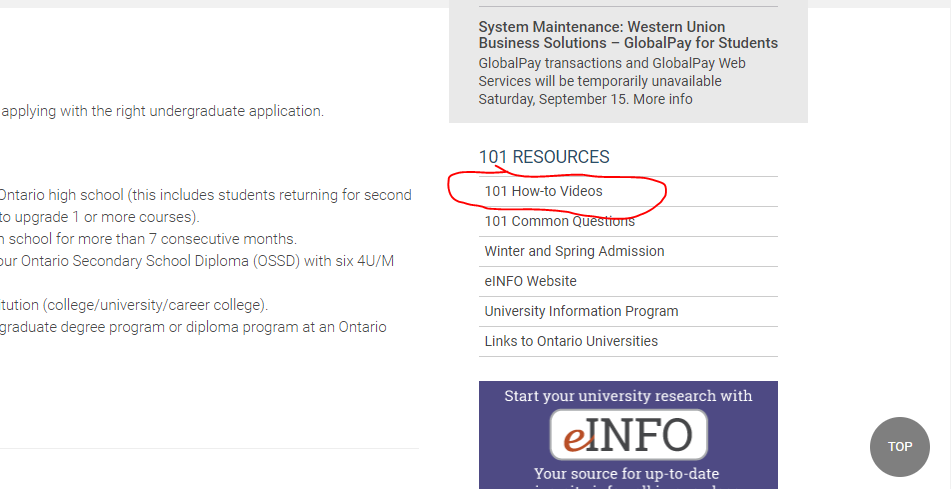 applying with the right undergraduate application.
Ontario high school (this includes students returning for second
to upgrade 1 or more courses).
school for more than 7 consecutive months.
our Ontario Secondary School Diploma (OSSD) with six 4U/M
(college/university/career college).
graduate degree program or diploma program at an Ontario
System Maintenance: Western Union
Business Solutions – GlobalPay for Students
GlobalPay transactions and GlobalPay Web
Services will be temporarily unavailable
Saturday, September 15. More info
101 RESOURCES
101 How-to Videos
101 Common Questions
Winter and Spring Admission
eINFO Website
University Information Program
Links to Ontario Universities
Start your university research with
eINFO
Your source for up-to-date
TOP